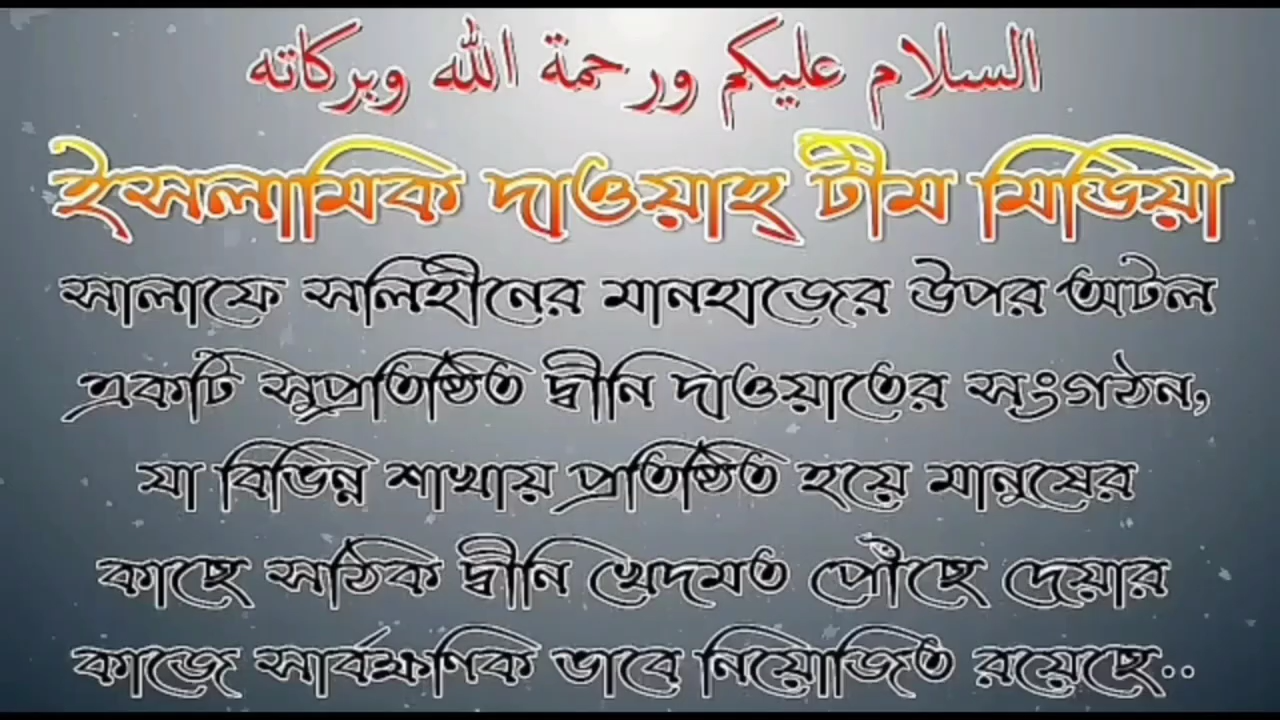 السلام عليكم ورحمة الله وبركاته
ইসলামিক দাওয়াহ্ টীম মিডিয়া
সালাফে সলিহীনের মানহাজের উপর অটল
একটি সুপ্রতিষ্ঠিত দ্বীনি দাওয়াতের সংগঠন,
যা বিভিন্ন শাখায় প্রতিষ্ঠিত হয়ে মানুষের
কাছে সঠিক দ্বীনি খেদমত পৌঁছে দেয়ার
কাজে সার্বক্ষণিক ভাবে নিয়োজিত রয়েছে..